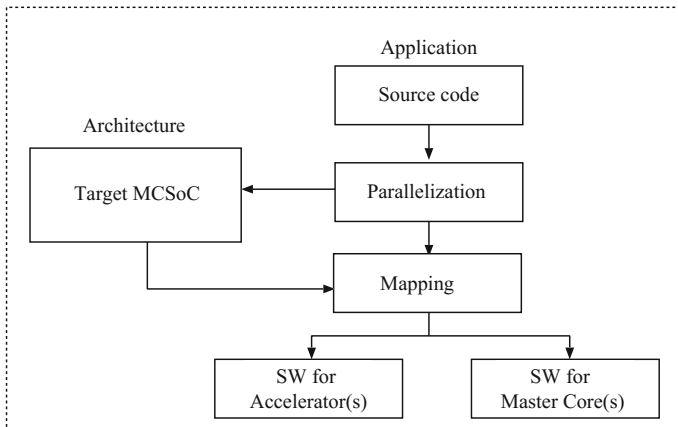 Application
Source code
Architecture
Target MCSoC
Parallelization
Mapping
SW for
Accelerator(s)
SW for
Master Core(s)